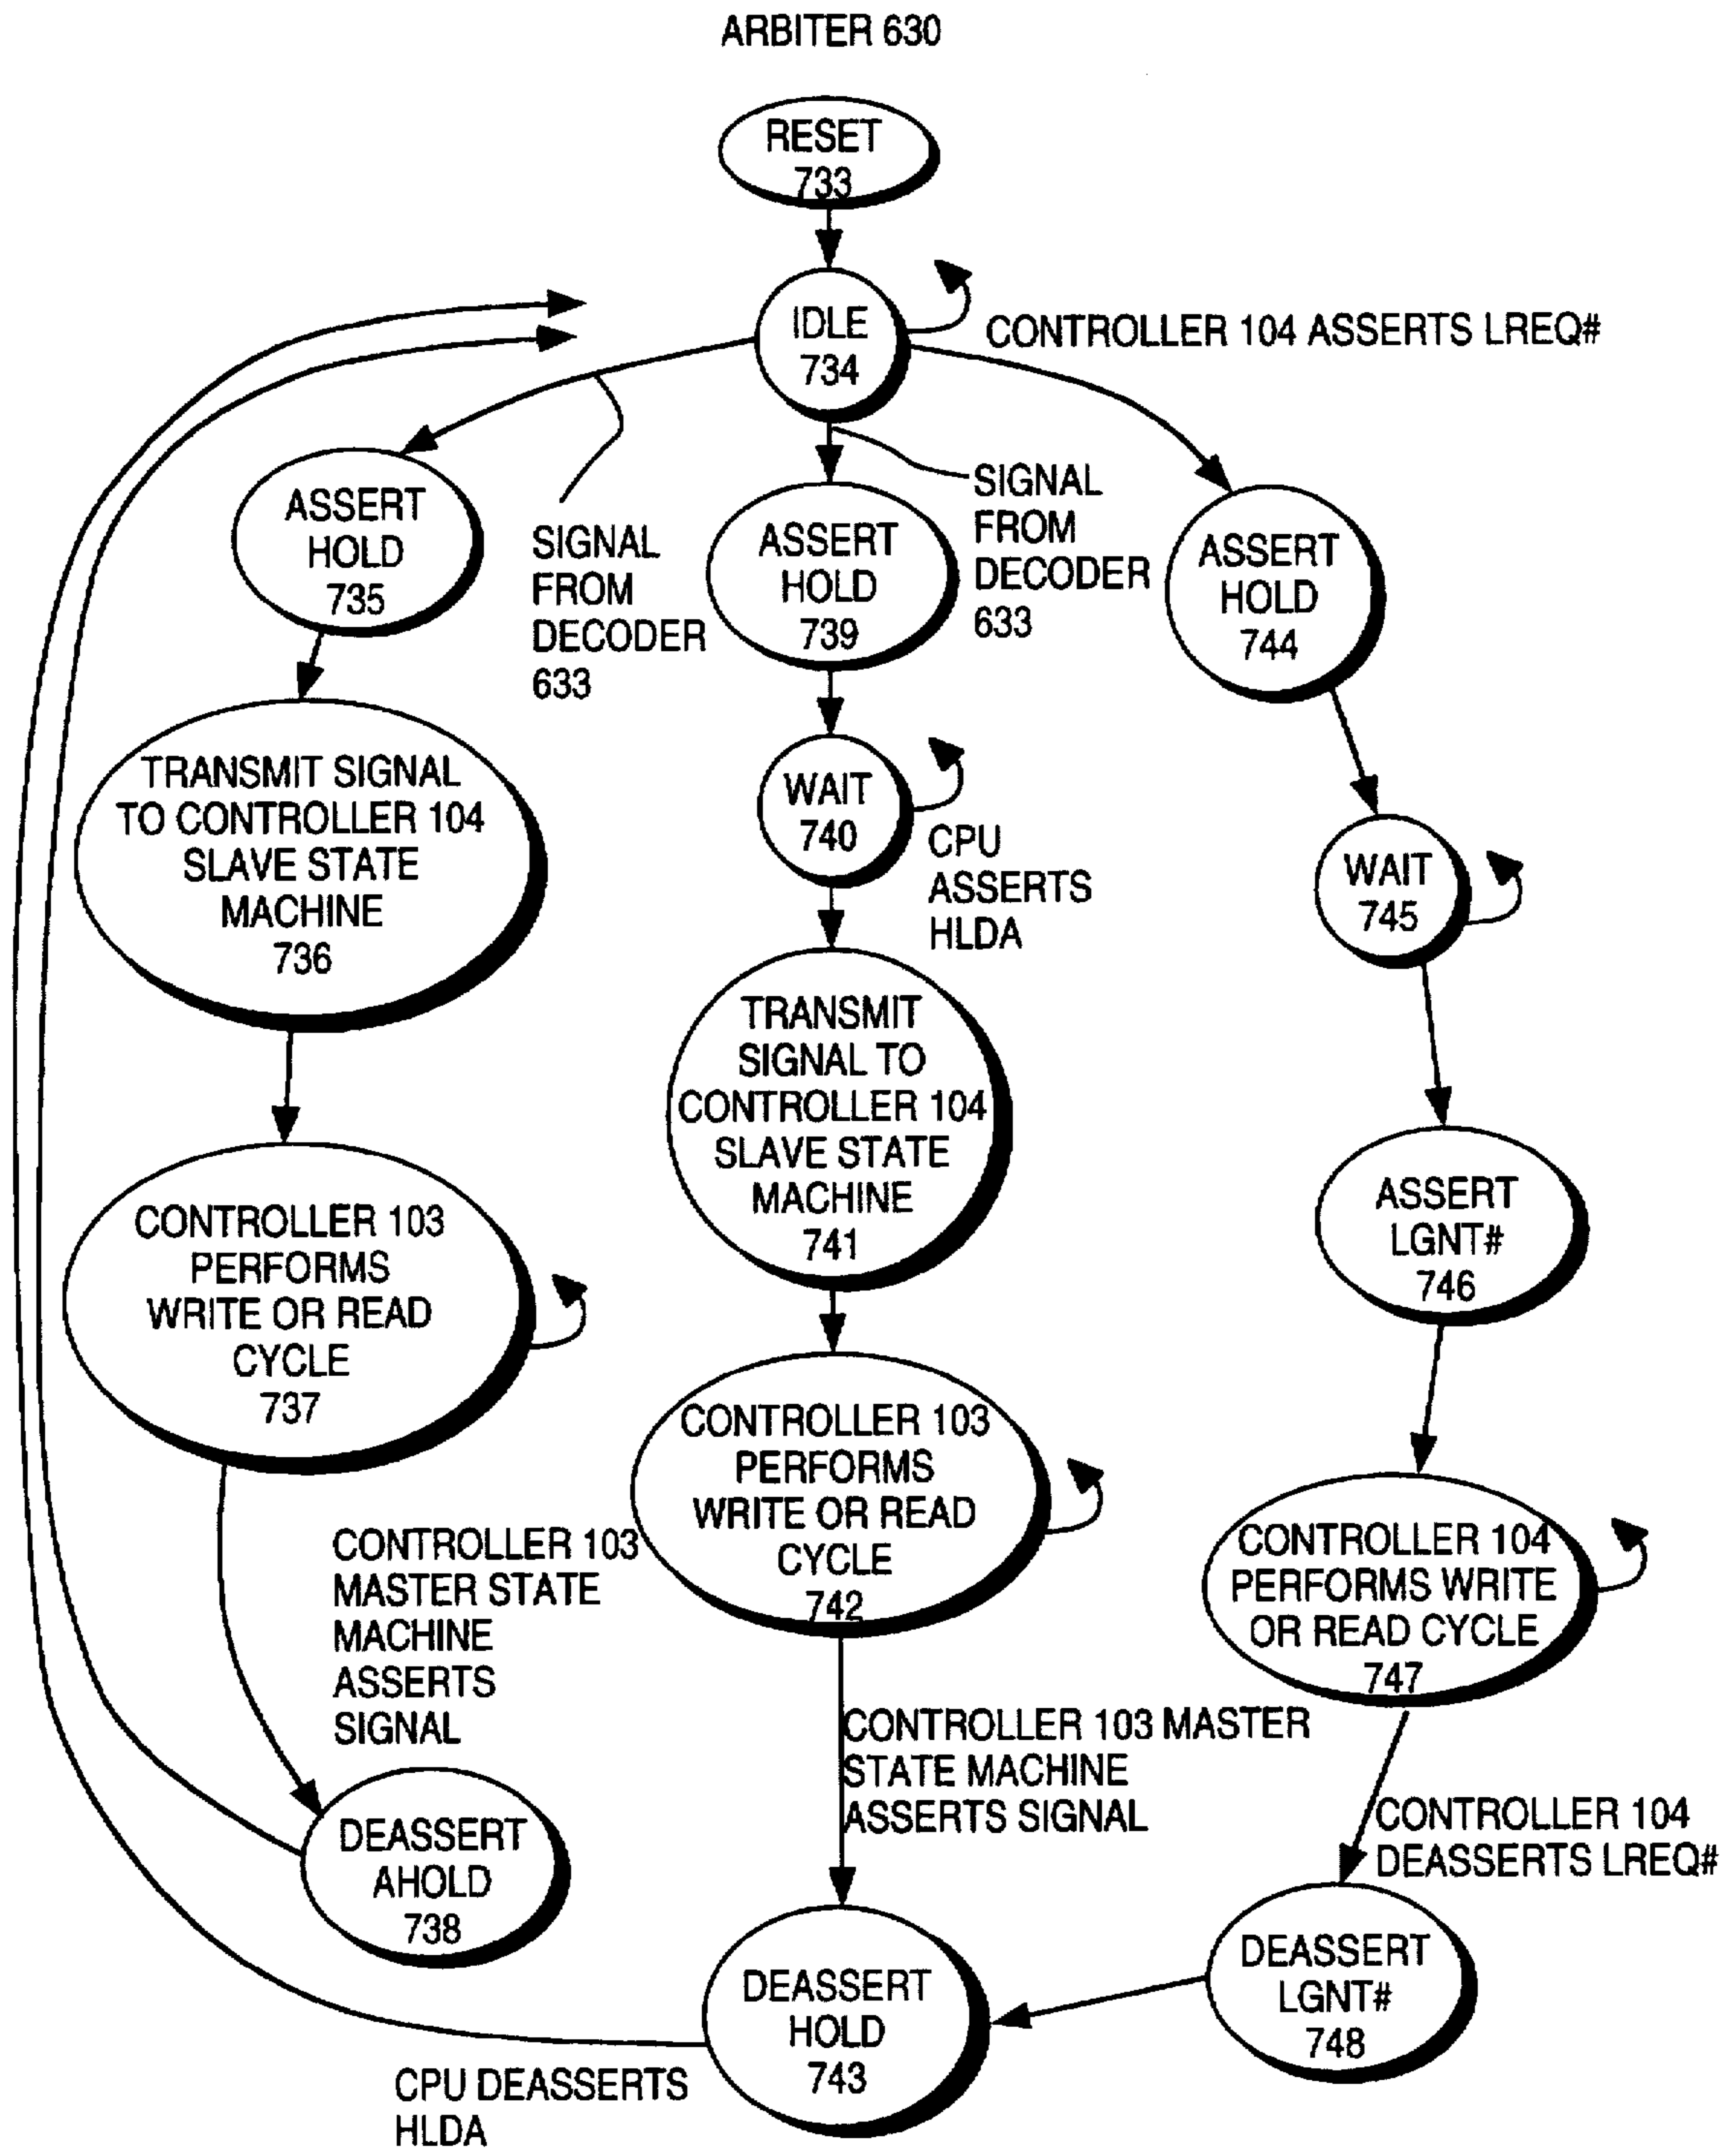 ARBITER 630
RESET
733
IDLE
734
CONTROLLER 104 ASSERTS LREQ#
ASSERT
HOLD
735
SIGNAL
FROM
DECODER
633
ASSERT
HOLD
739
SIGNAL
FROM
DECODER
633
ASSERT
HOLD
744
TRANSMIT SIGNAL
TO CONTROLLER 104
SLAVE STATE
MACHINE
736
WAIT
740
CPU
ASSERTS
HLDA
WAIT
745
TRANSMIT
SIGNAL TO
CONTROLLER 104
SLAVE STATE
MACHINE
741
ASSERT
LGNT#
746
CONTROLLER 103
PERFORMS
WRITE OR READ
CYCLE
737
CONTROLLER 103
PERFORMS
WRITE OR READ
CYCLE
742
CONTROLLER 104
PERFORMS WRITE
OR READ CYCLE
747
CONTROLLER 103
MASTER STATE
MACHINE
ASSERTS
SIGNAL
CONTROLLER 103 MASTER
STATE MACHINE
ASSERTS SIGNAL
CONTROLLER 104
DEASSERTS LREQ#
DEASSERT
AHOLD
738
DEASSERT
HOLD
743
DEASSERT
LGNT#
748
CPU DEASSERTS
HLDA